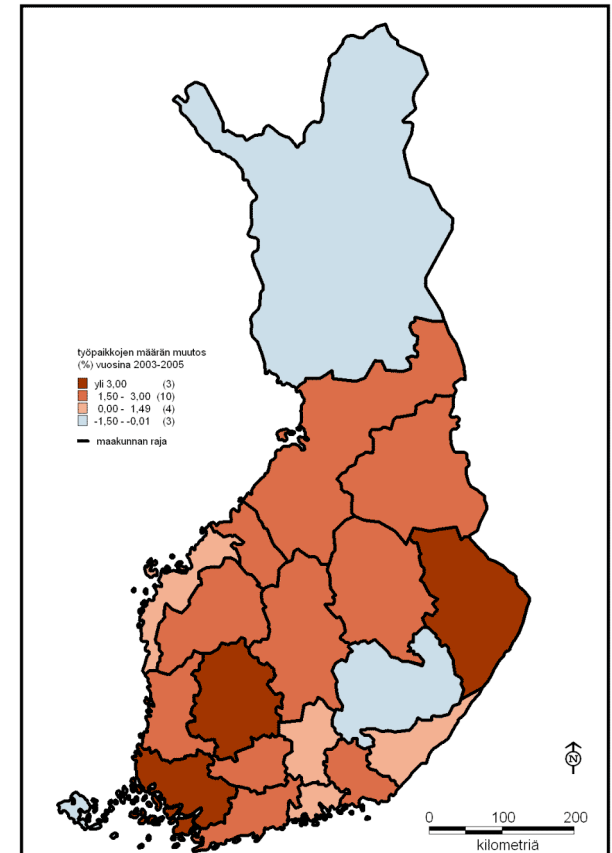 työpaikkojen määrän muutos
(%) vuosina 2003-2005
yli 3,00 (3)
1,50 - 3,00 (10)
0,00 - 1,49 (4)
-1,50 - -0,01 (3)
maakunnan raja
N
0 100 200
kilometriä